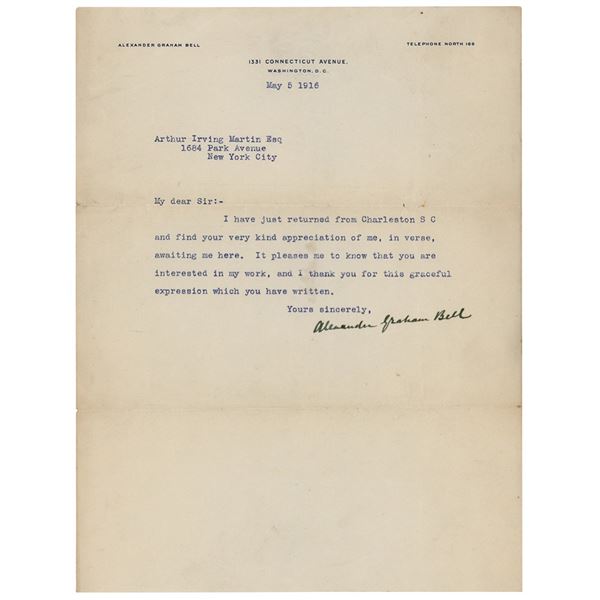 ALEXANDER GRAHAM BELL
TELEPHONE NORTH 166
1331 CONNECTICUT AVENUE,
WASHINGTON, D.C.
May 5 1916
Arthur Irving Martin Esq
1684 Park Avenue
New York City
My dear Sir:-
I have just returned from Charleston S C
and find your very kind appreciation of me, in verse,
awaiting me here. It pleases me to know that you are
interested in my work, and I thank you for this graceful
expression which you have written.
Yours sincerely,
Alexander Graham Bell